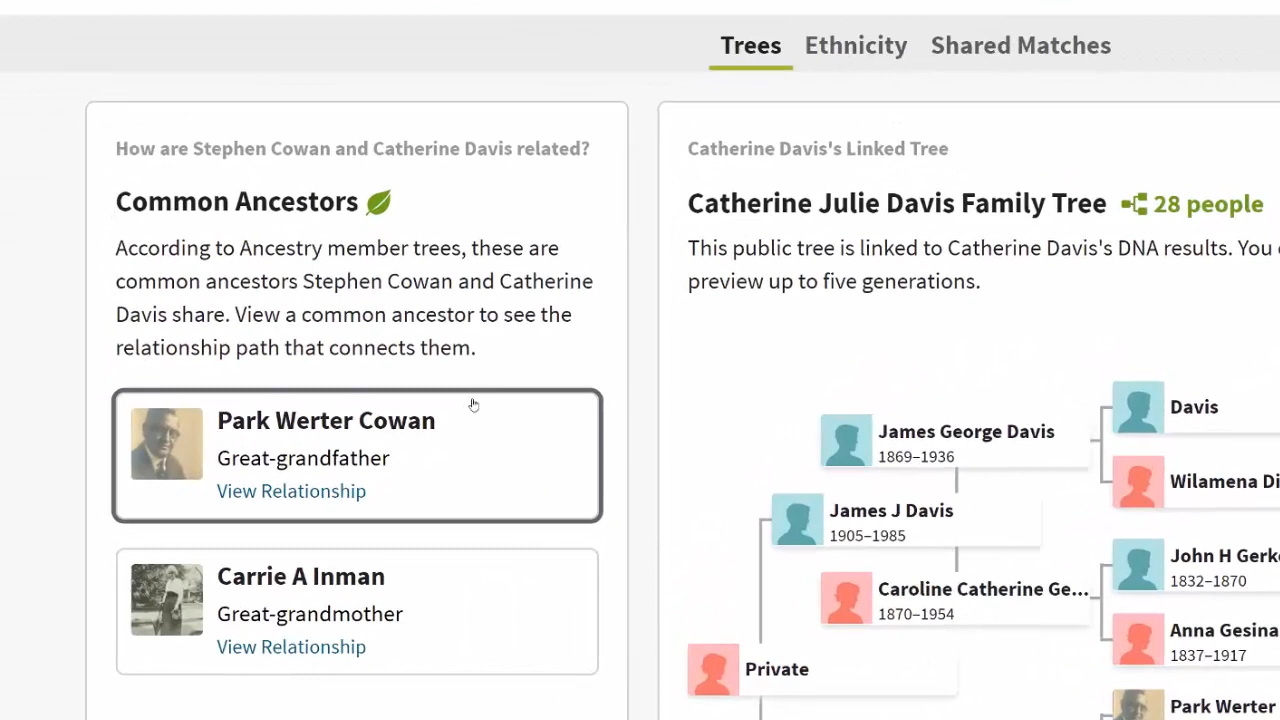 Trees Ethnicity Shared Matches
How are Stephen Cowan and Catherine Davis related?
Common Ancestors
According to Ancestry member trees, these are
common ancestors Stephen Cowan and Catherine
Davis share. View a common ancestor to see the
relationship path that connects them.
Park Werter Cowan
Great-grandfather
View Relationship
Carrie A Inman
Great-grandmother
View Relationship
Catherine Davis's Linked Tree
Catherine Julie Davis Family Tree 28 people
This public tree is linked to Catherine Davis's DNA results. You
preview up to five generations.
James George Davis
1869–1936
James J Davis
1905–1985
Caroline Catherine Ge...
1870–1954
Private
Davis
Wilamena Di
John H Gerk
1832–1870
Anna Gesina
1837–1917
Park Werter